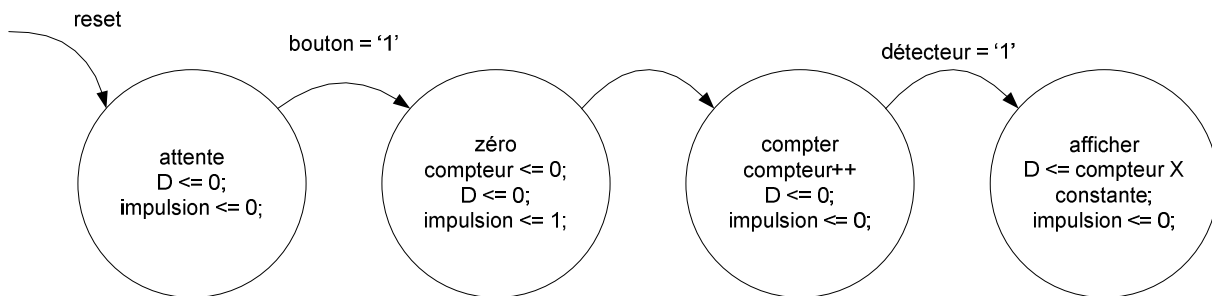 reset
bouton = ‘1’
détecteur = ‘1’
attente
D <= 0;
impulsion <= 0;
zéro
compteur <= 0;
D <= 0;
impulsion <= 1;
compter
compteur++
D <= 0;
impulsion <= 0;
afficher
D <= compteur X
constante;
impulsion <= 0;